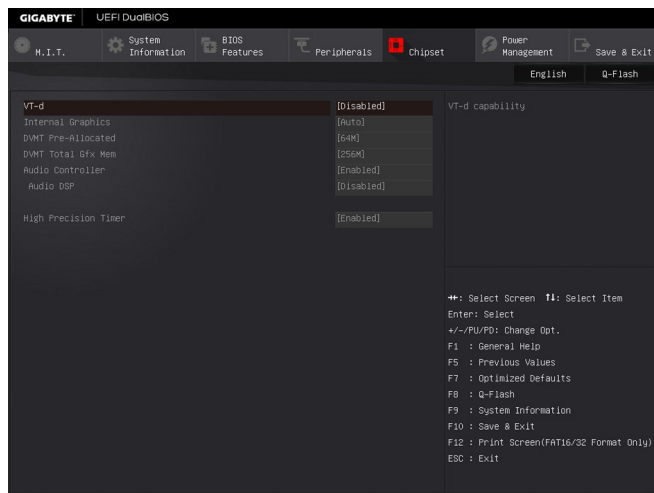 GIGABYTE™ UEFI DualBIOS
M.I.T.
System Information
BIOS Features
Peripherals
Chipset
Power Management
Save & Exit
English Q-Flash
VT-d [Disabled] VT-d capability
Internal Graphics [Auto]
DVMT Pre-Allocated [64M]
DVMT Total Gfx Mem [256M]
Audio Controller [Enabled]
Audio DSP [Disabled]
High Precision Timer [Enabled]
→←: Select Screen ↑↓: Select Item
Enter: Select
+/-/PU/PD: Change Opt.
F1 : General Help
F5 : Previous Values
F7 : Optimized Defaults
F8 : Q-Flash
F9 : System Information
F10 : Save & Exit
F12 : Print Screen(FAT16/32 Format Only)
ESC : Exit